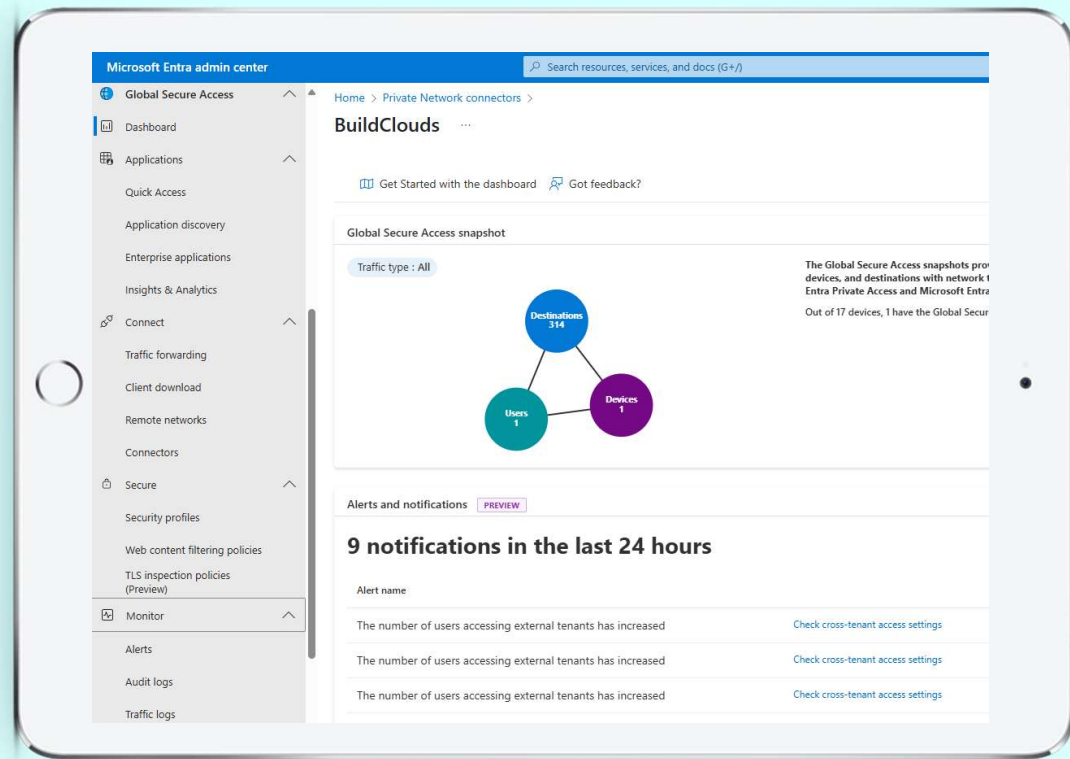 Microsoft Entra admin center
Search resources, services, and docs (G+/)
Global Secure Access
Dashboard
Applications
Quick Access
Application discovery
Enterprise applications
Insights & Analytics
Connect
Traffic forwarding
Client download
Remote networks
Connectors
Secure
Security profiles
Web content filtering policies
TLS inspection policies
(Preview)
Monitor
Alerts
Audit logs
Traffic logs
Home > Private Network connectors >
BuildClouds ...
Get Started with the dashboard
Got feedback?
Global Secure Access snapshot
Traffic type : All
Destinations
314
Users
1
Devices
1
The Global Secure Access snapshots prov
devices, and destinations with network t
Entra Private Access and Microsoft Entra
Out of 17 devices, 1 have the Global Secur
Alerts and notifications PREVIEW
9 notifications in the last 24 hours
Alert name
The number of users accessing external tenants has increased Check cross-tenant access settings
The number of users accessing external tenants has increased Check cross-tenant access settings
The number of users accessing external tenants has increased Check cross-tenant access settings